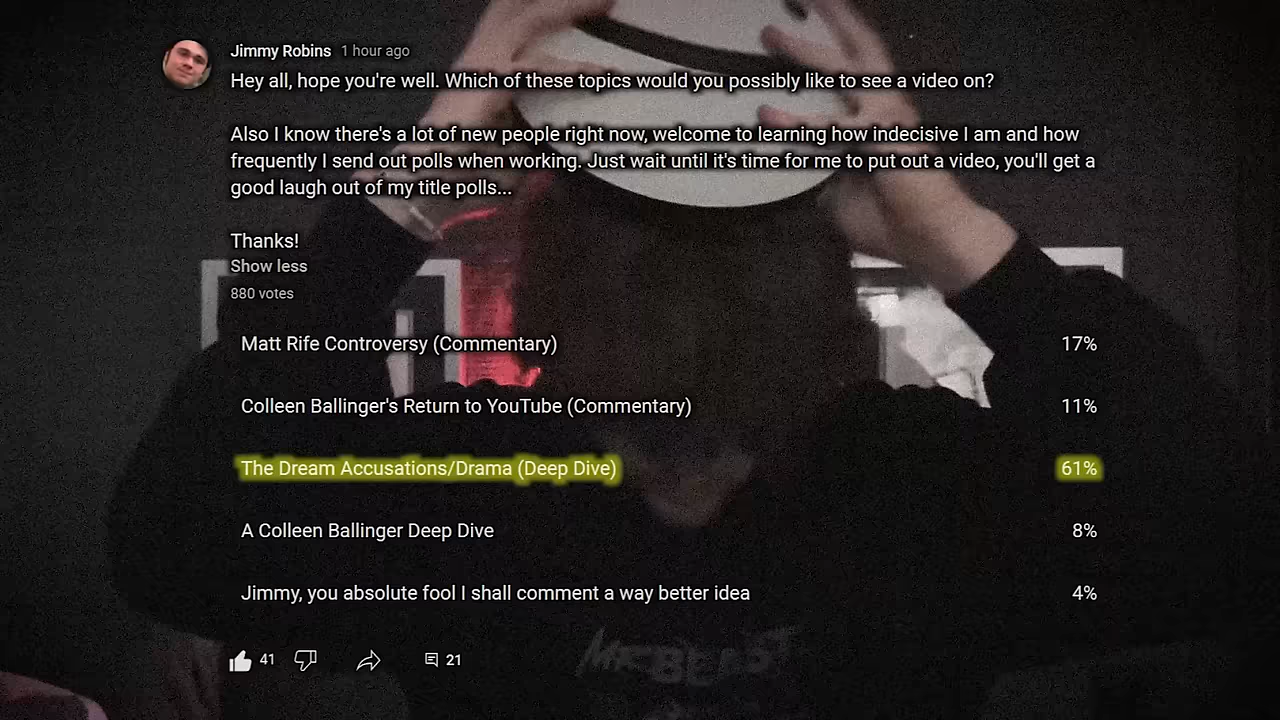 Jimmy Robins 1 hour ago
Hey all, hope you're well. Which of these topics would you possibly like to see a video on?
Also I know there's a lot of new people right now, welcome to learning how indecisive I am and how
frequently I send out polls when working. Just wait until it's time for me to put out a video, you'll get a
good laugh out of my title polls...
Thanks!
Show less
880 votes
Matt Rife Controversy (Commentary) 17%
Colleen Ballinger's Return to YouTube (Commentary) 11%
The Dream Accusations/Drama (Deep Dive) 61%
A Colleen Ballinger Deep Dive 8%
Jimmy, you absolute fool I shall comment a way better idea 4%
41 21
MRBEAST